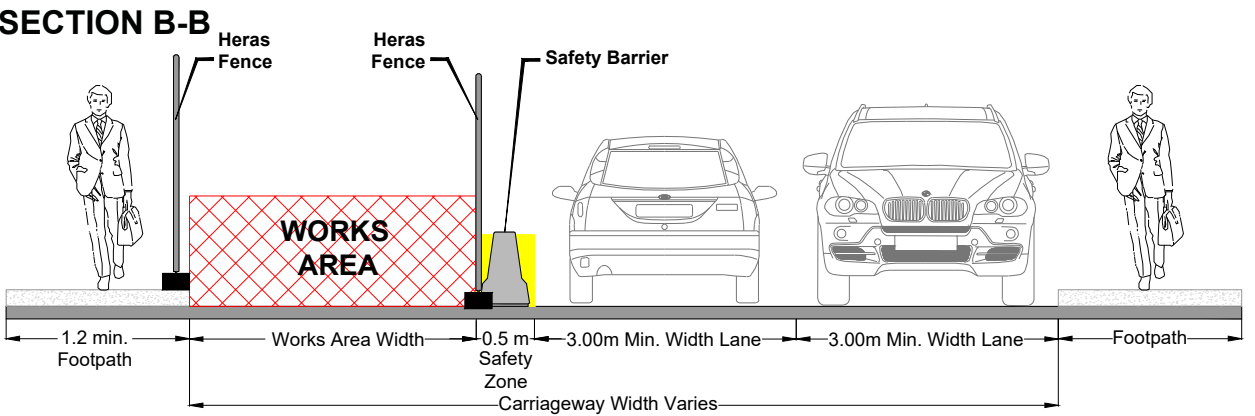 SECTION B-B
Heras
Fence
Heras
Fence
Safety Barrier
WORKS
AREA
1.2 min.
Footpath
Works Area Width
0.5 m
Safety
Zone
3.00m Min. Width Lane
3.00m Min. Width Lane
Footpath
Carriageway Width Varies